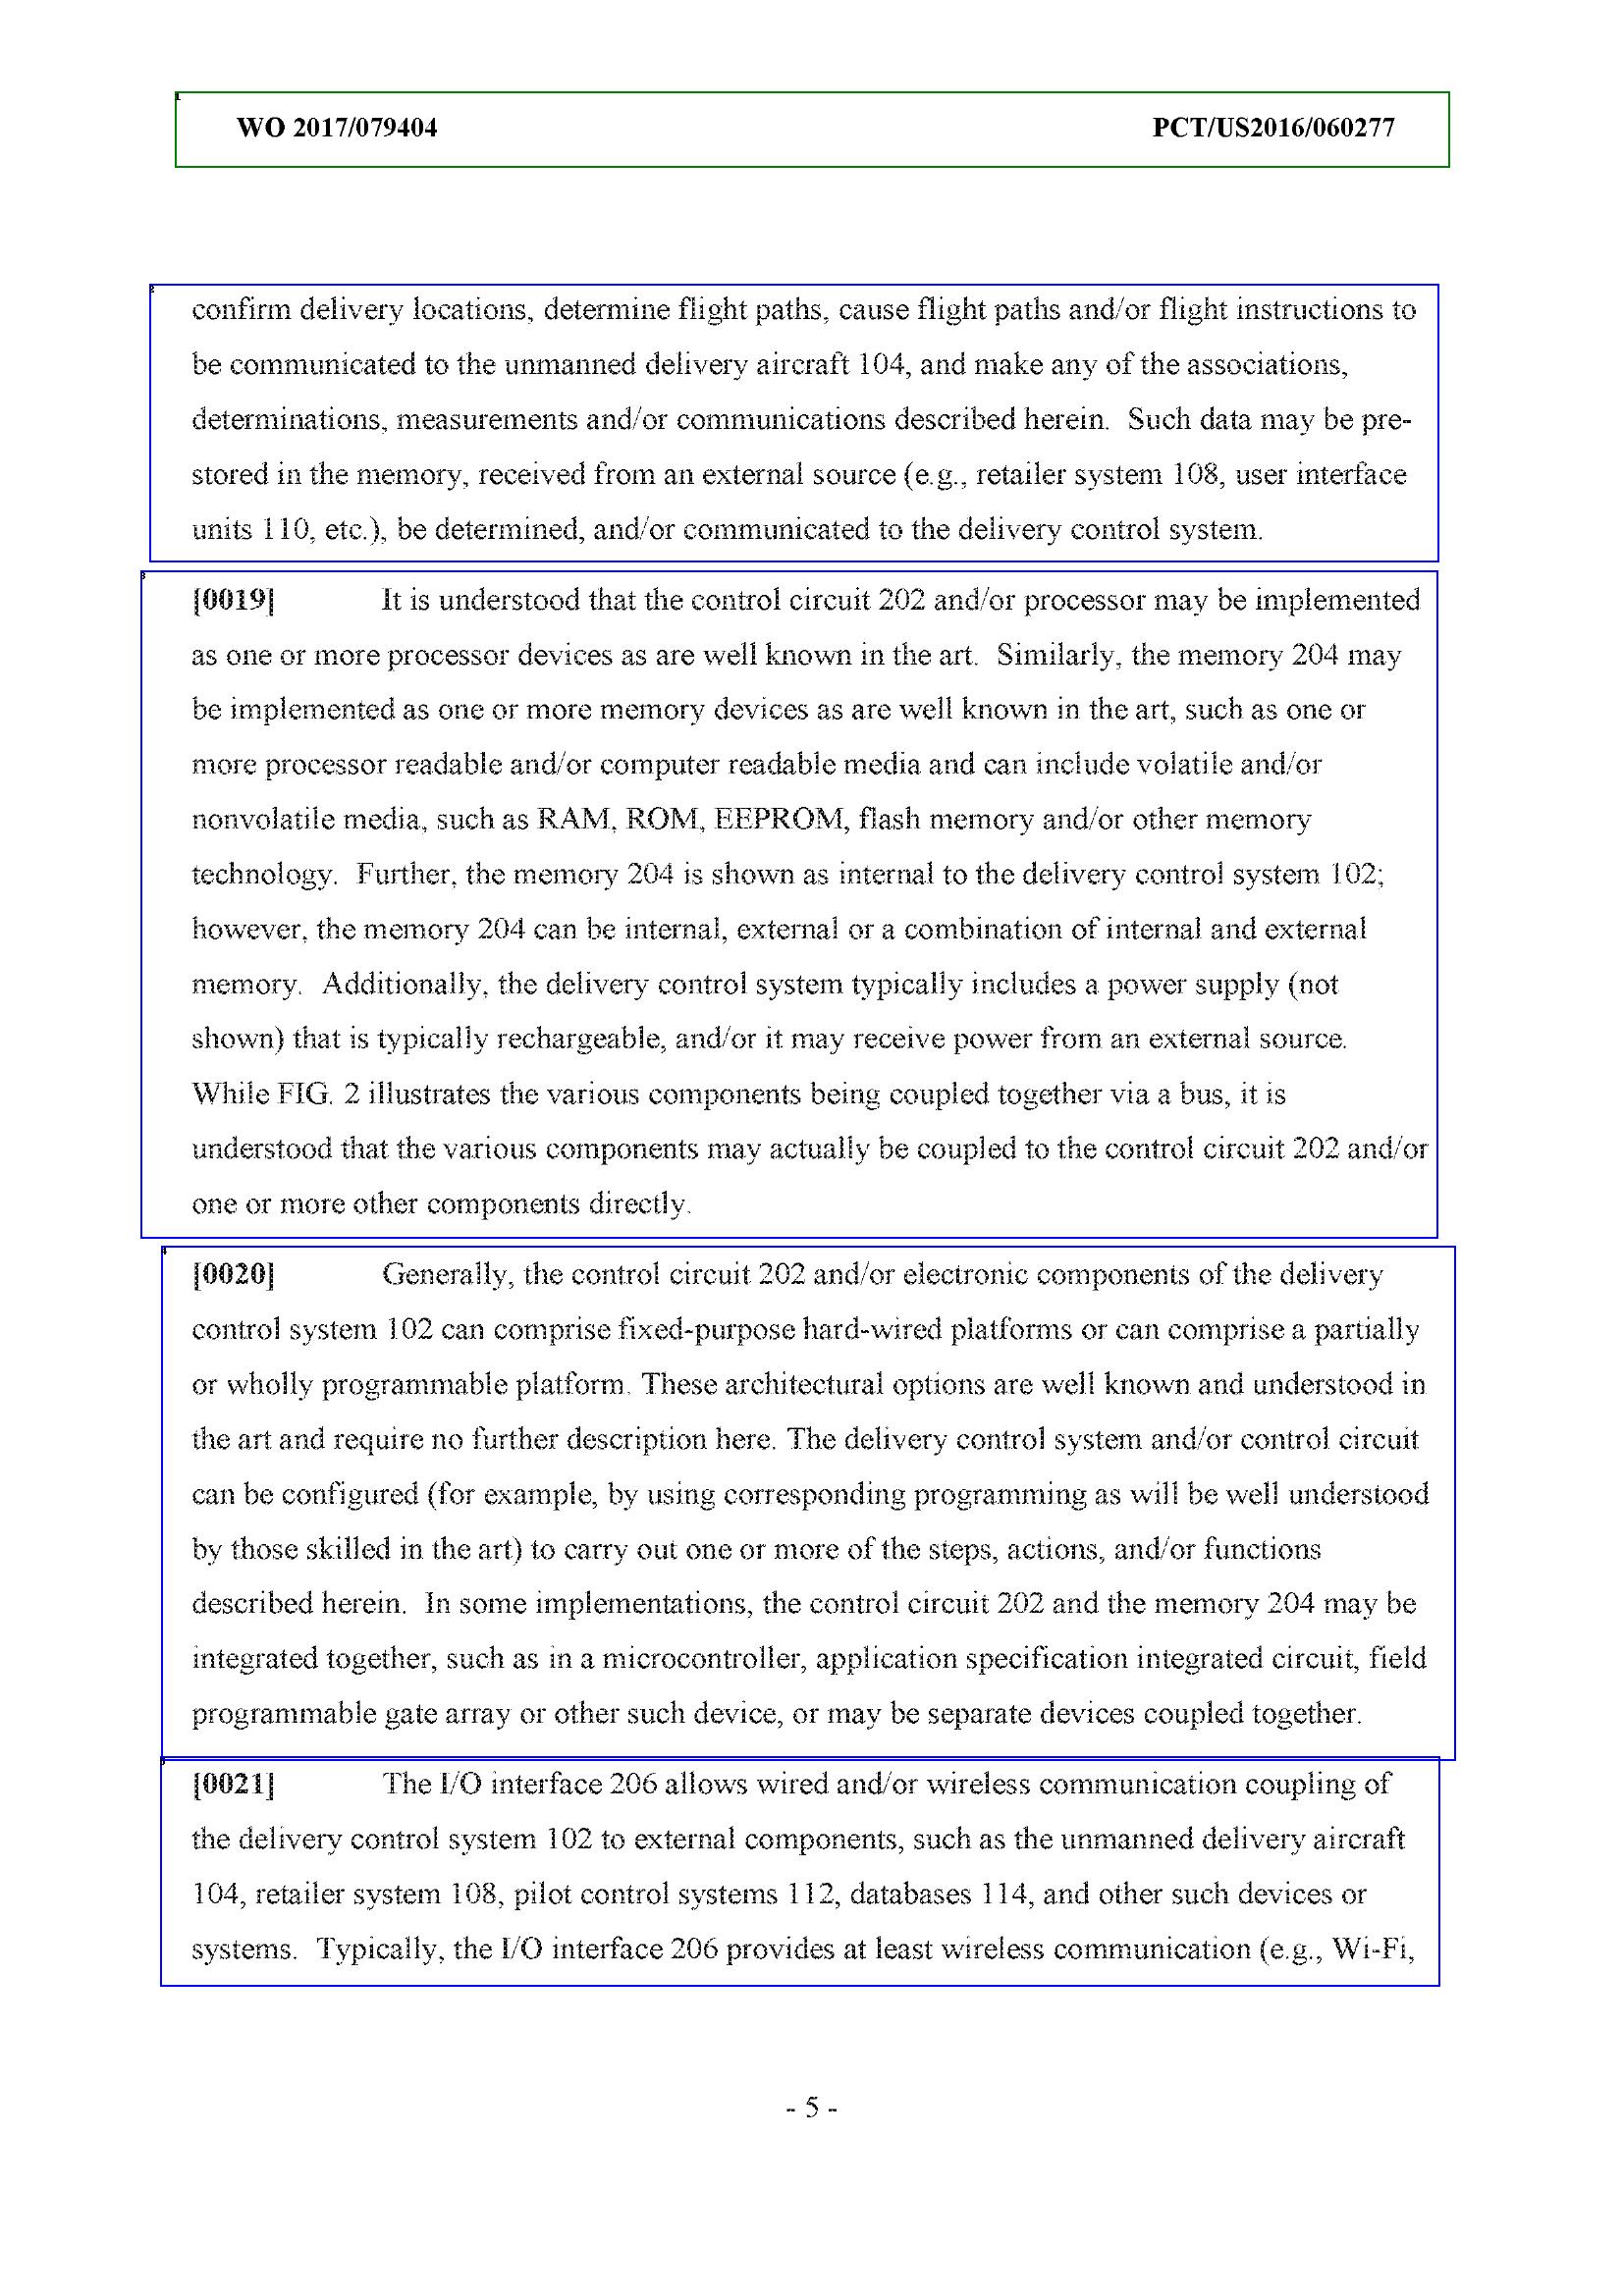 WO 2017/079404 PCT/US2016/060277
confirm delivery locations, determine flight paths, cause flight paths and/or flight instructions to
be communicated to the unmanned delivery aircraft 104, and make any of the associations,
determinations, measurements and/or communications described herein.  Such data may be pre-
stored in the memory, received from an external source (e.g., retailer system 108, user interface
units 110, etc.), be determined, and/or communicated to the delivery control system.
[0019] It is understood that the control circuit 202 and/or processor may be implemented
as one or more processor devices as are well known in the art.  Similarly, the memory 204 may
be implemented as one or more memory devices as are well known in the art, such as one or
more processor readable and/or computer readable media and can include volatile and/or
nonvolatile media, such as RAM, ROM, EEPROM, flash memory and/or other memory
technology.  Further, the memory 204 is shown as internal to the delivery control system 102;
however, the memory 204 can be internal, external or a combination of internal and external
memory.  Additionally, the delivery control system typically includes a power supply (not
shown) that is typically rechargeable, and/or it may receive power from an external source.
While FIG. 2 illustrates the various components being coupled together via a bus, it is
understood that the various components may actually be coupled to the control circuit 202 and/or
one or more other components directly.
[0020] Generally, the control circuit 202 and/or electronic components of the delivery
control system 102 can comprise fixed-purpose hard-wired platforms or can comprise a partially
or wholly programmable platform. These architectural options are well known and understood in
the art and require no further description here. The delivery control system and/or control circuit
can be configured (for example, by using corresponding programming as will be well understood
by those skilled in the art) to carry out one or more of the steps, actions, and/or functions
described herein.  In some implementations, the control circuit 202 and the memory 204 may be
integrated together, such as in a microcontroller, application specification integrated circuit, field
programmable gate array or other such device, or may be separate devices coupled together.
[0021] The I/O interface 206 allows wired and/or wireless communication coupling of
the delivery control system 102 to external components, such as the unmanned delivery aircraft
104, retailer system 108, pilot control systems 112, databases 114, and other such devices or
systems.  Typically, the I/O interface 206 provides at least wireless communication (e.g., Wi-Fi,
- 5 -